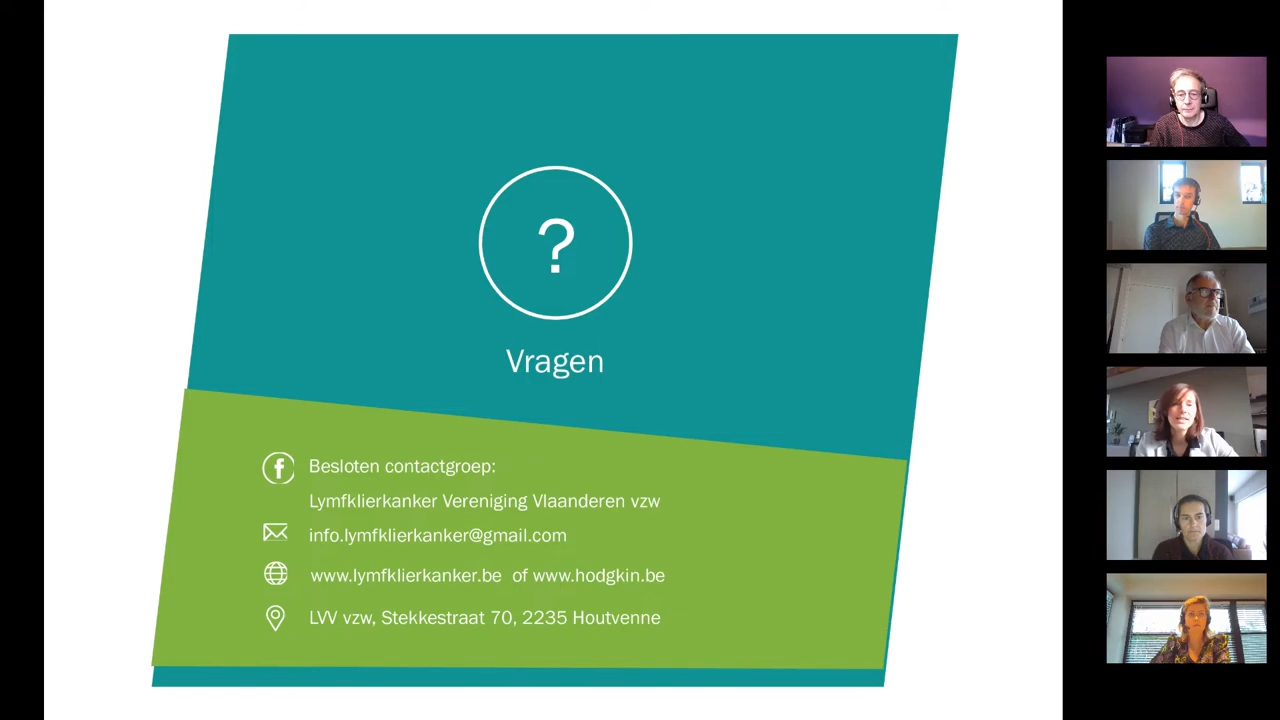 ?
Vragen
Besloten contactgroep:
Lymfklierkanker Vereniging Vlaanderen vzw
info.lymfklierkanker@gmail.com
www.lymfklierkanker.be of www.hodgkin.be
LVV vzw, Stekkestraat 70, 2235 Houtvenne